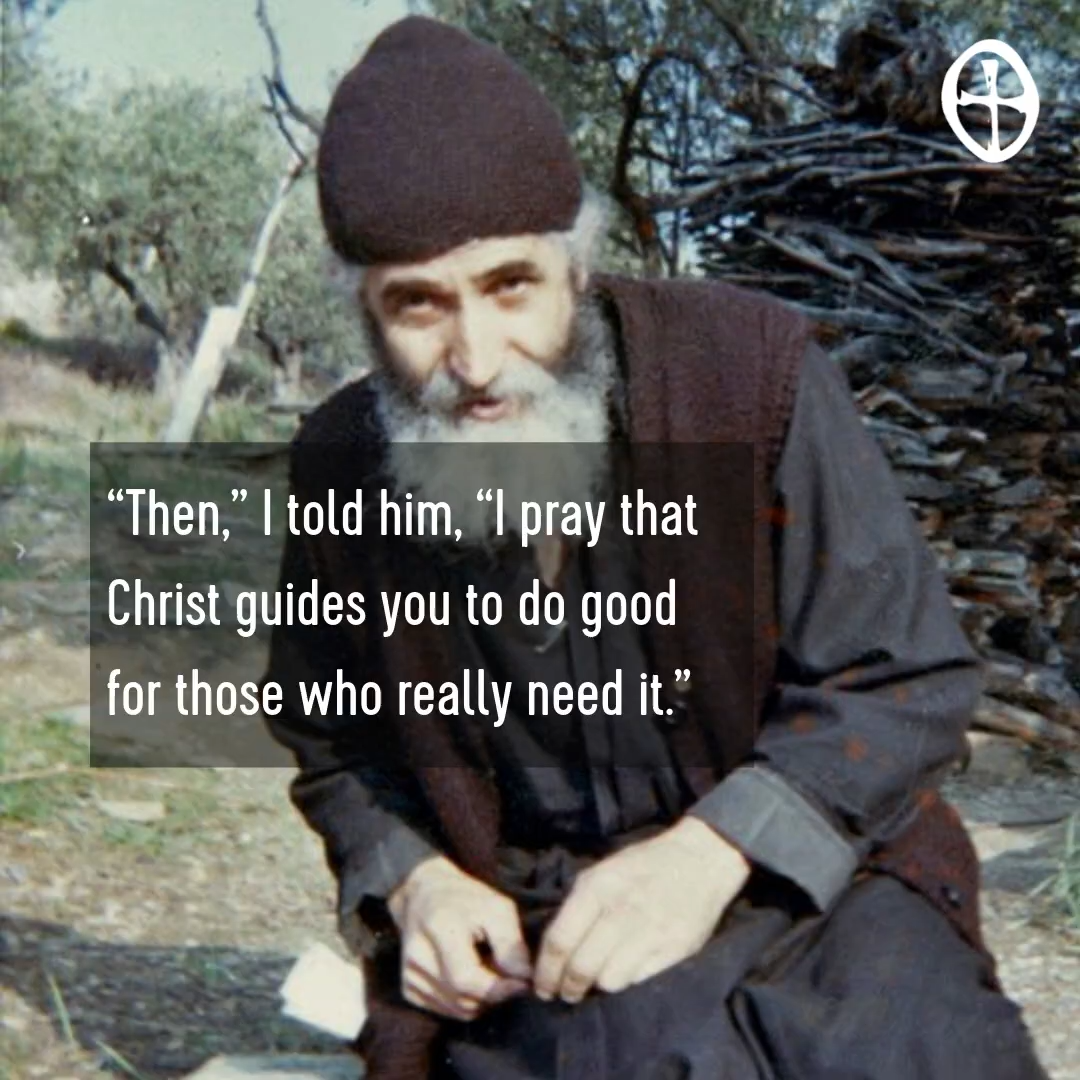 “Then,” I told him, “I pray that
Christ guides you to do good
for those who really need it.”